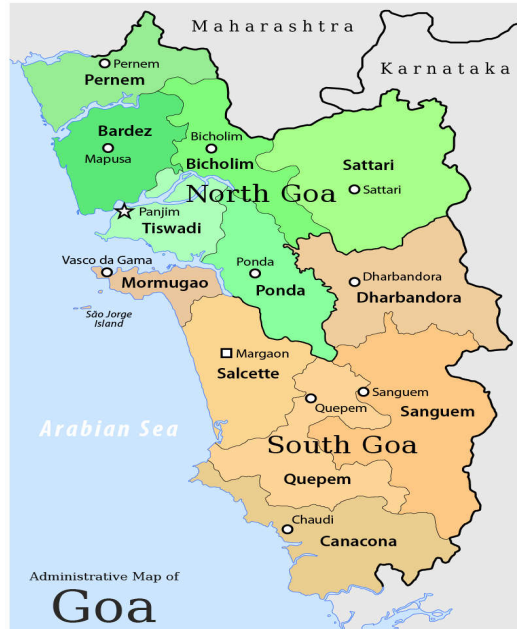 Maharashtra
Karnataka
Pernem
Pernem
Bardez
Mapusa
Bicholim
Bicholim
Sattari
Sattari
North Goa
Panjim
Tiswadi
Vasco da Gama
Mormugao
Ponda
Ponda
Dharbandora
Dharbandora
São Jorge
Island
Margaon
Salcette
Sanguem
Sanguem
Quepem
Arabian Sea
South Goa
Quepem
Chaudi
Canacona
Administrative Map of
Goa